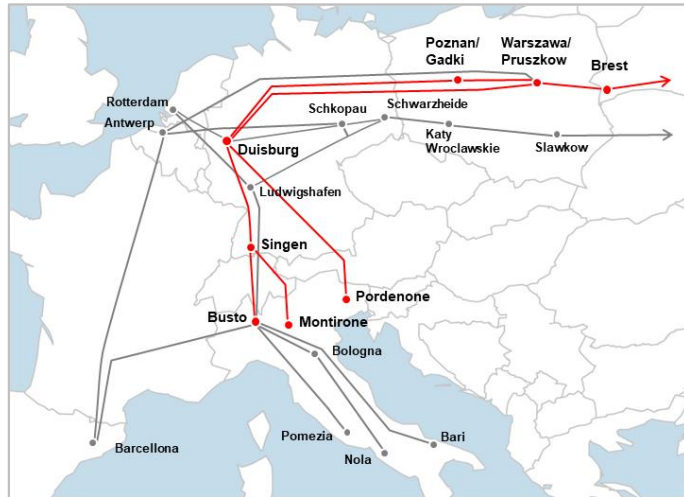 Poznan/
Gadki
Warszawa/
Pruszkow
Brest
Rotterdam
Antwerp
Schkopau
Schwarzheide
Duisburg
Katy
Wroclawskie
Slawkow
Ludwigshafen
Singen
Pordenone
Busto
Montirone
Bologna
Pomezia
Bari
Barcellona
Nola